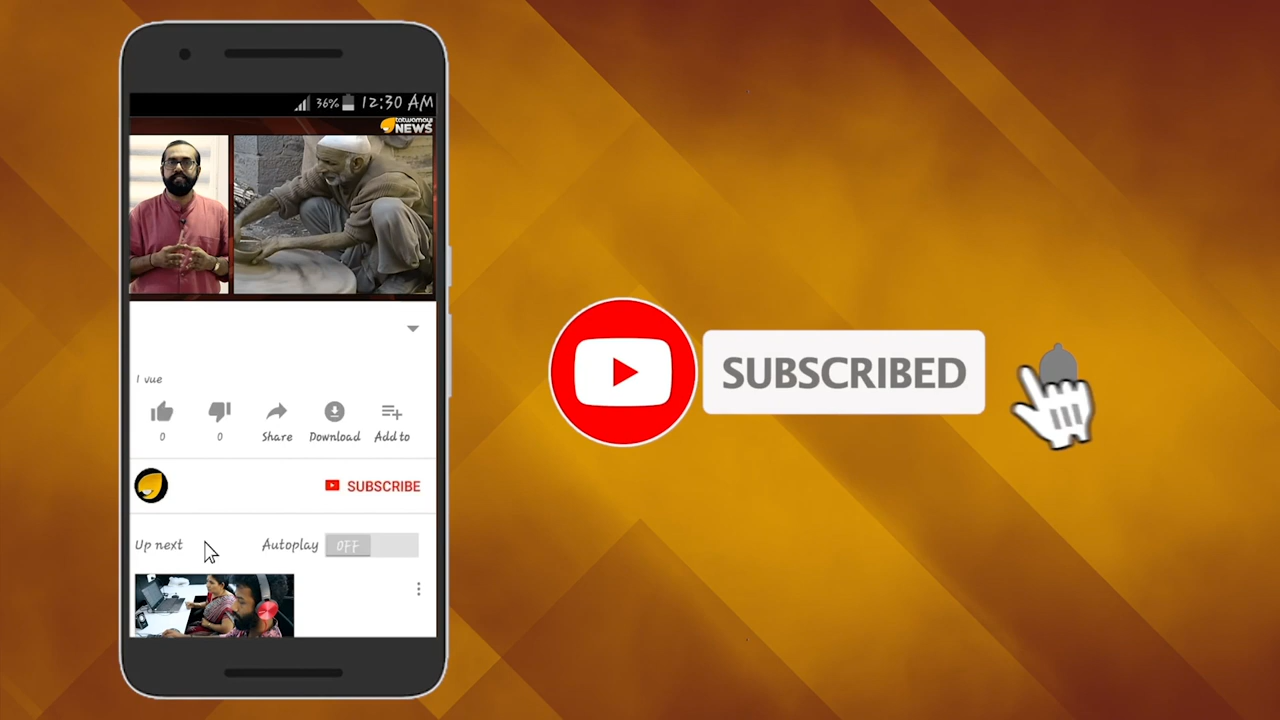 36% 12:30 AM
tatwamayi
NEWS
1 vue
0
0
Share
Download
Add to
SUBSCRIBE
Up next
Autoplay
OFF
SUBSCRIBED